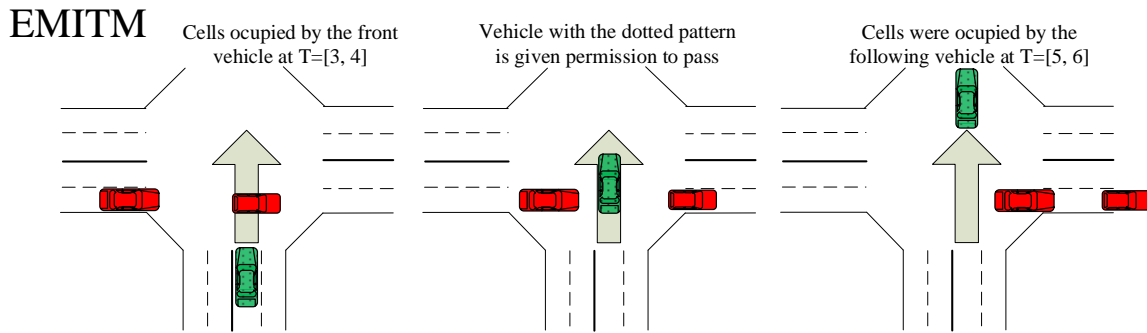 EMITM
Cells ocupied by the front
vehicle at T=[3, 4]
Vehicle with the dotted pattern
is given permission to pass
Cells were ocupied by the
following vehicle at T=[5, 6]